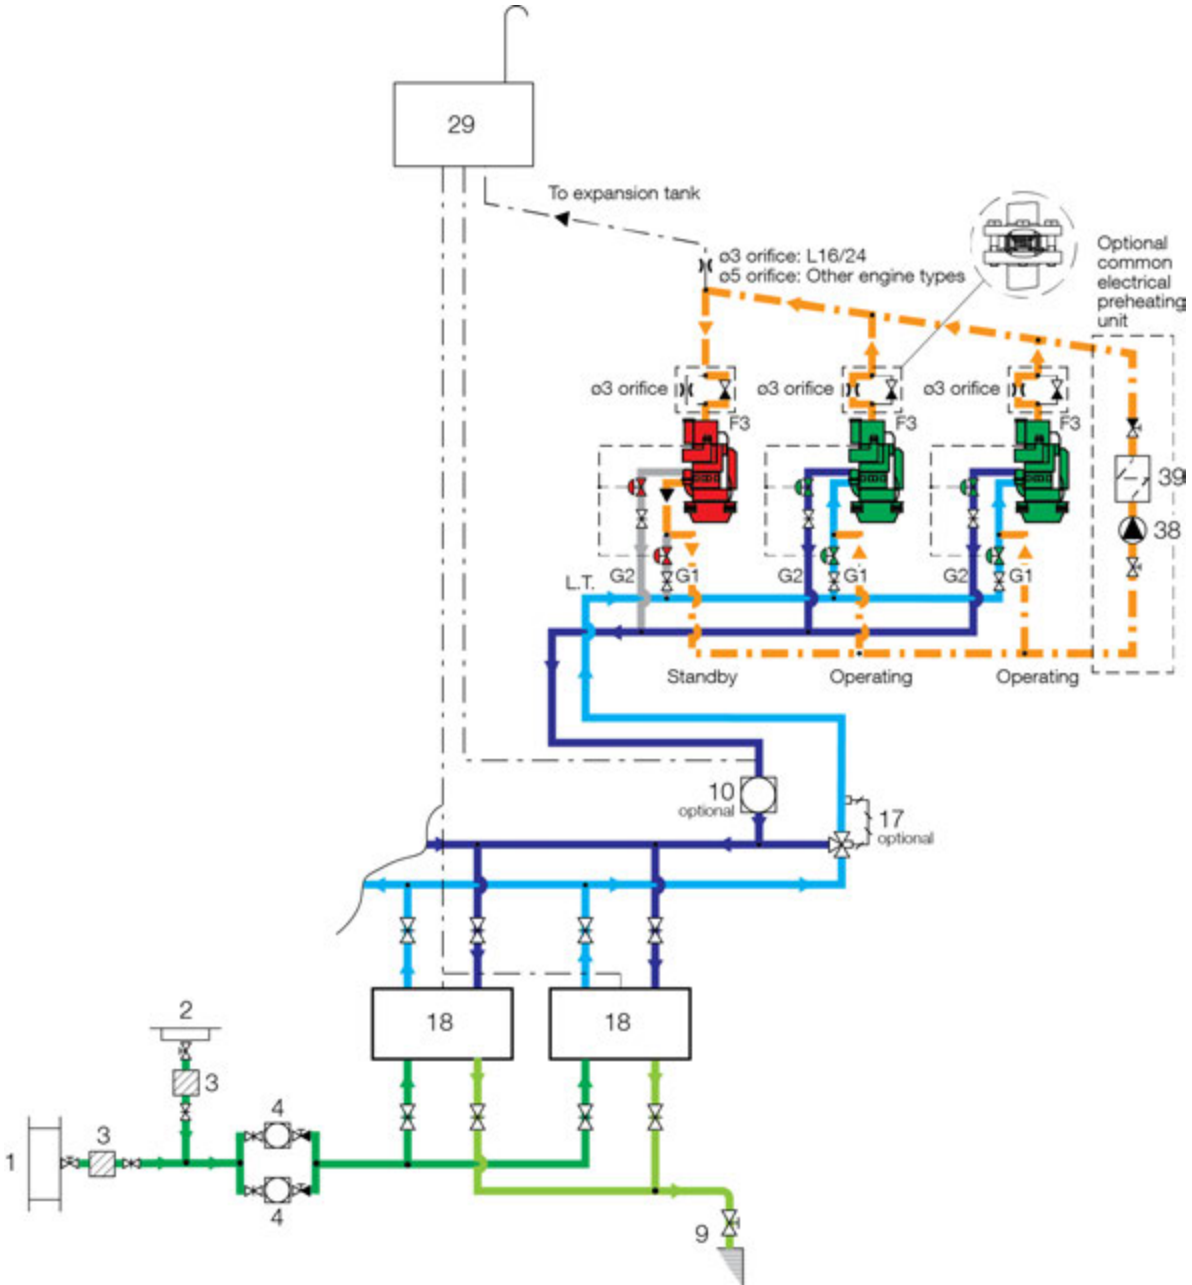 29
To expansion tank
ø3 orifice: L16/24
ø5 orifice: Other engine types
Optional
common
electrical
preheating
unit
ø3 orifice
ø3 orifice
ø3 orifice
F3
F3
F3
39
38
G2
G1
G2
G1
G2
G1
L.T.
Standby
Operating
Operating
10
optional
17
optional
18
18
2
3
4
3
1
4
9